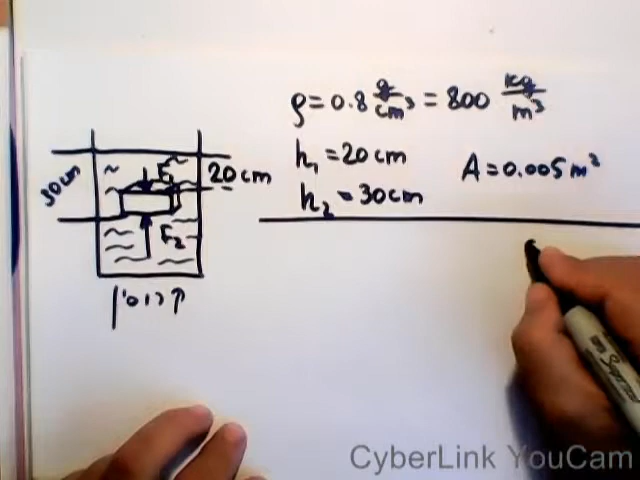 ρ = 0.8 g/cm³ = 800 kg/m³
h₁ = 20 cm
A = 0.005 m²
h₂ = 30 cm
30 cm
F₁
20 cm
F₂
CyberLink YouCam